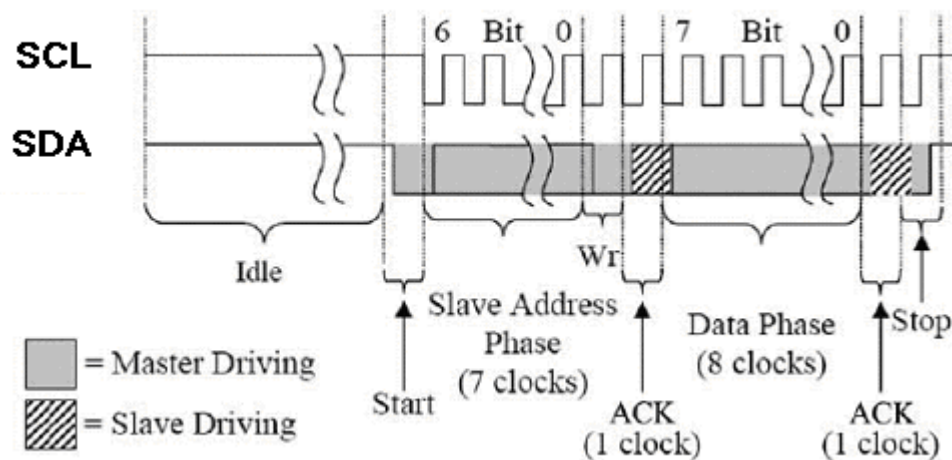 6 Bit 0 7 Bit 0
SCL
SDA
Idle
Wr
Start
Slave Address
Phase
(7 clocks)
ACK
(1 clock)
Data Phase
(8 clocks)
ACK
(1 clock)
Stop
= Master Driving
= Slave Driving